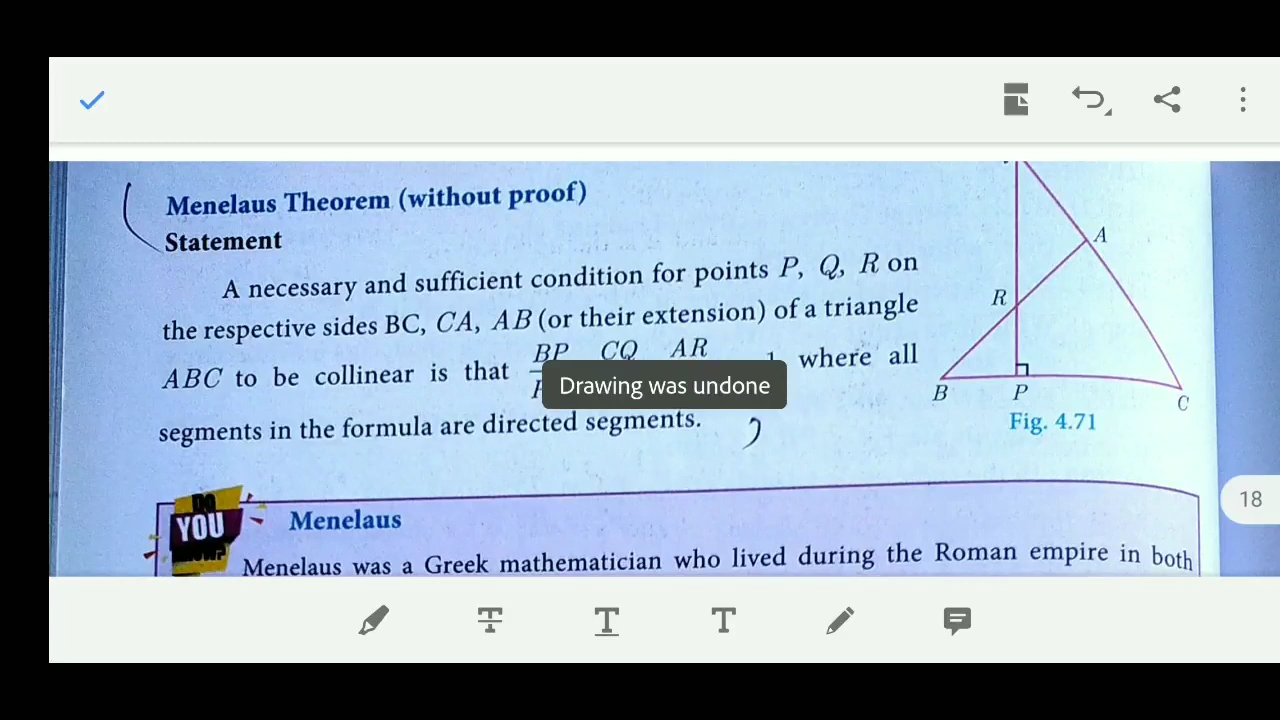 Menelaus Theorem (without proof)
Statement
A necessary and sufficient condition for points P, Q, R on
the respective sides BC, CA, AB (or their extension) of a triangle
ABC to be collinear is that BP CQ AR where all
Drawing was undone
segments in the formula are directed segments.
A
R
B P C
Fig. 4.71
18
DO
YOU
Menelaus
Menelaus was a Greek mathematician who lived during the Roman empire in both
T T T